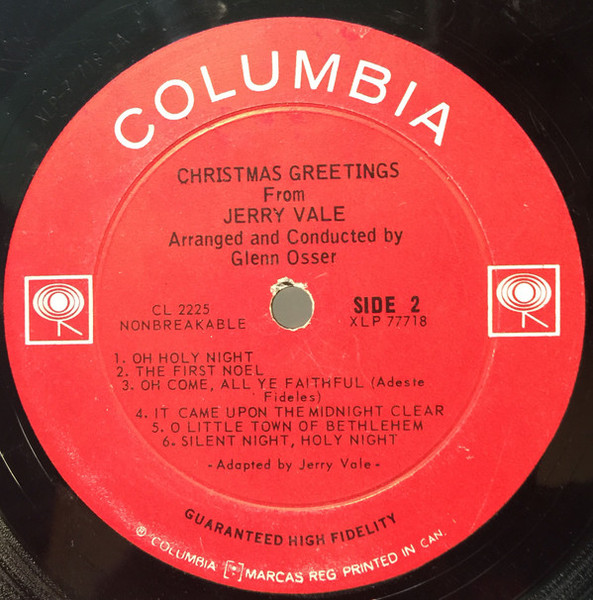 COLUMBIA
CHRISTMAS GREETINGS
From
JERRY VALE
Arranged and Conducted by
Glenn Osser
CL 2225
NONBREAKABLE
SIDE 2
XLP 77718
1. OH HOLY NIGHT
2. THE FIRST NOEL
3. OH COME, ALL YE FAITHFUL (Adeste
Fideles)
4. IT CAME UPON THE MIDNIGHT CLEAR
5. O LITTLE TOWN OF BETHLEHEM
6. SILENT NIGHT, HOLY NIGHT
- Adapted by Jerry Vale -
GUARANTEED HIGH FIDELITY
® COLUMBIA MARCAS REG PRINTED IN CAN.